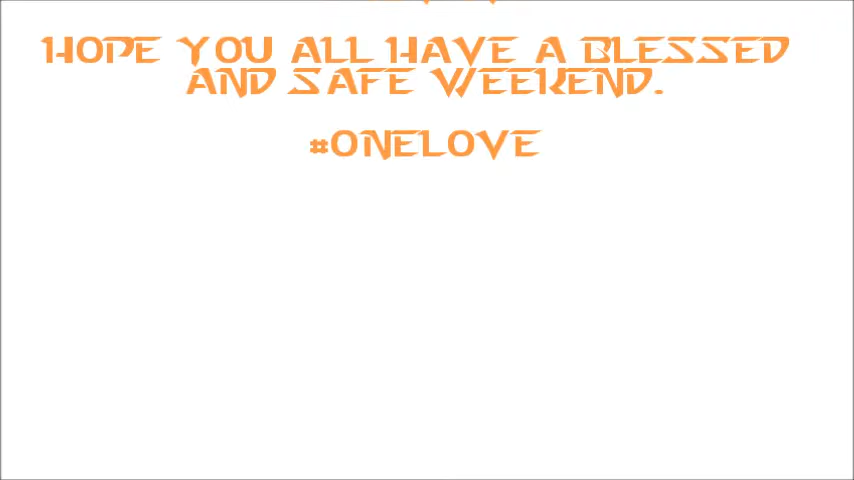 HOPE YOU ALL HAVE A BLESSED
AND SAFE WEEKEND.
#ONELOVE